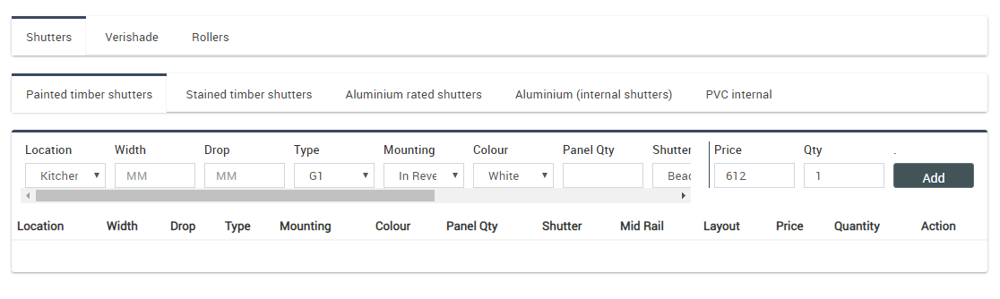 Shutters Verishade Rollers
Painted timber shutters Stained timber shutters Aluminium rated shutters Aluminium (internal shutters) PVC internal
Location Width Drop Type Mounting Colour Panel Qty Shutter Price Qty .
Kitcher MM MM G1 In Reve White Beac 612 1 Add
Location Width Drop Type Mounting Colour Panel Qty Shutter Mid Rail Layout Price Quantity Action